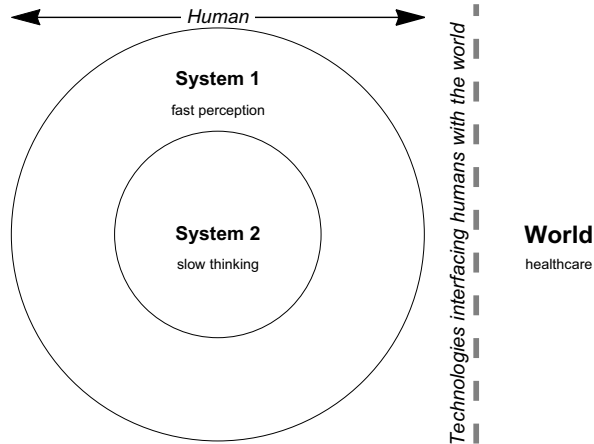 Human
System 1
fast perception
System 2
slow thinking
Technologies interfacing humans with the world
World
healthcare